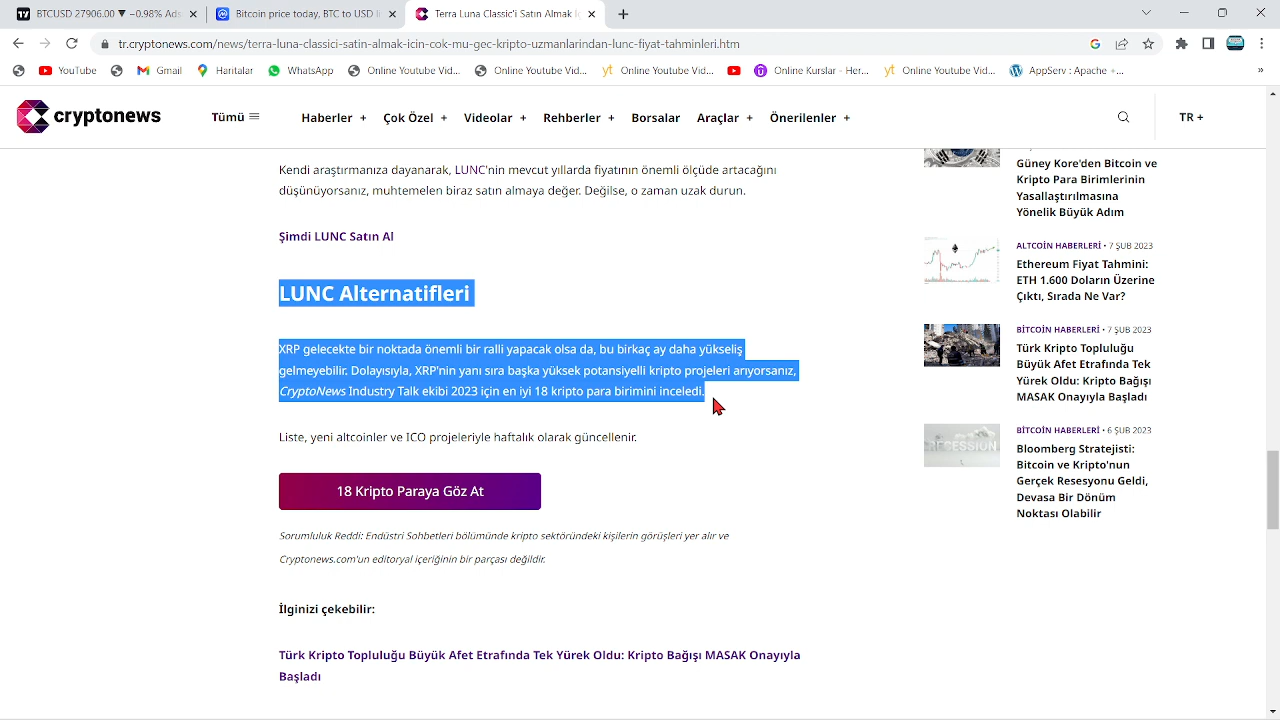 BTCUSD 27906.00 ▼ −0.98% Ads
Bitcoin price today, BTC to USD li
Terra Luna Classic'i Satın Almak İç
tr.cryptonews.com/news/terra-luna-classici-satin-almak-icin-cok-mu-gec-kripto-uzmanlarindan-lunc-fiyat-tahminleri.htm
YouTube
Gmail
Haritalar
WhatsApp
Online Youtube Vid...
Online Youtube Vid...
Online Youtube Vid...
Online Kurslar - Her...
Online Youtube Vid...
AppServ : Apache +...
»
cryptonews
Tümü
Haberler +
Çok Özel +
Videolar +
Rehberler +
Borsalar
Araçlar +
Önerilenler +
TR +
Kendi araştırmanıza dayanarak, LUNC'nin mevcut yıllarda fiyatının önemli ölçüde artacağını
düşünüyorsanız, muhtemelen biraz satın almaya değer. Değilse, o zaman uzak durun.
Şimdi LUNC Satın Al
LUNC Alternatifleri
XRP gelecekte bir noktada önemli bir ralli yapacak olsa da, bu birkaç ay daha yükseliş
gelmeyebilir. Dolayısıyla, XRP'nin yanı sıra başka yüksek potansiyelli kripto projeleri arıyorsanız,
CryptoNews Industry Talk ekibi 2023 için en iyi 18 kripto para birimini inceledi.
Liste, yeni altcoinler ve ICO projeleriyle haftalık olarak güncellenir.
18 Kripto Paraya Göz At
Sorumluluk Reddi: Endüstri Sohbetleri bölümünde kripto sektöründeki kişilerin görüşleri yer alır ve
Cryptonews.com'un editoryal içeriğinin bir parçası değildir.
İlginizi çekebilir:
Türk Kripto Topluluğu Büyük Afet Etrafında Tek Yürek Oldu: Kripto Bağışı MASAK Onayıyla
Başladı
Güney Kore'den Bitcoin ve
Kripto Para Birimlerinin
Yasallaştırılmasına
Yönelik Büyük Adım
ALTCOİN HABERLERİ • 7 ŞUB 2023
Ethereum Fiyat Tahmini:
ETH 1.600 Doların Üzerine
Çıktı, Sırada Ne Var?
BİTCOİN HABERLERİ • 7 ŞUB 2023
Türk Kripto Topluluğu
Büyük Afet Etrafında Tek
Yürek Oldu: Kripto Bağışı
MASAK Onayıyla Başladı
RECESSION
BİTCOİN HABERLERİ • 6 ŞUB 2023
Bloomberg Stratejisti:
Bitcoin ve Kripto'nun
Gerçek Resesyonu Geldi,
Devasa Bir Dönüm
Noktası Olabilir